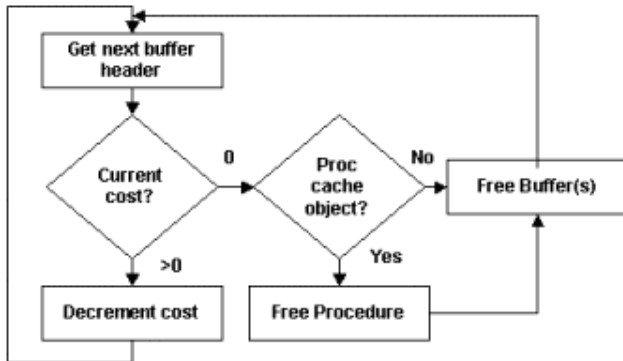 Get next buffer
header
Current
cost?
0
Proc
cache
object?
No
Free Buffer(s)
>0
Yes
Decrement cost
Free Procedure